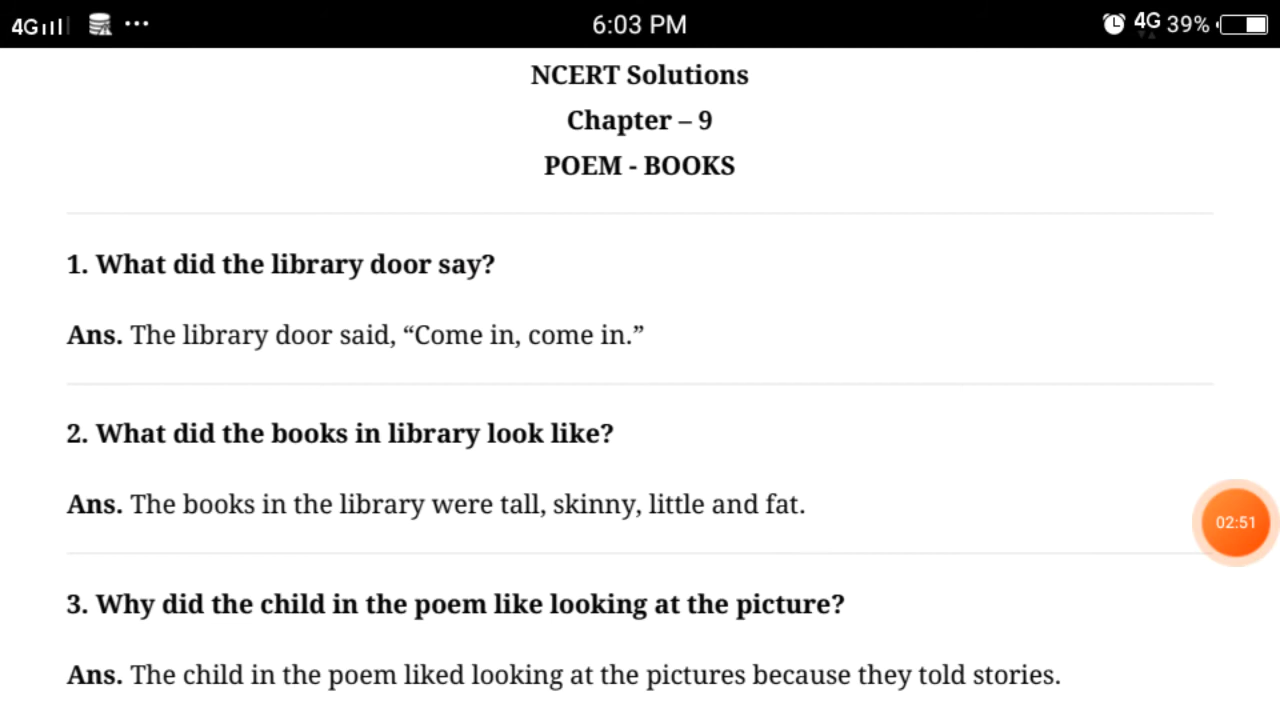 4G 6:03 PM 4G 39%
NCERT Solutions
Chapter – 9
POEM - BOOKS
1. What did the library door say?
Ans. The library door said, “Come in, come in.”
2. What did the books in library look like?
Ans. The books in the library were tall, skinny, little and fat.
02:51
3. Why did the child in the poem like looking at the picture?
Ans. The child in the poem liked looking at the pictures because they told stories.